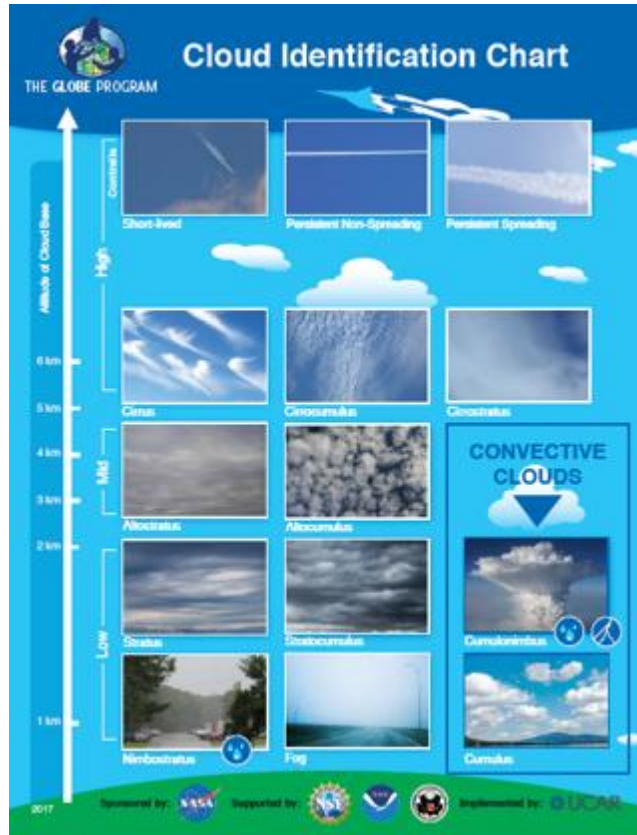 Cloud Identification Chart
THE GLOBE PROGRAM
Altitude of Cloud Base
Contrails
High
Short-lived
Persistent Non-Spreading
Persistent Spreading
6 km
Cirrus
Cirrocumulus
Cirrostratus
5 km
4 km
Mid
3 km
Altostratus
Altocumulus
CONVECTIVE
CLOUDS
2 km
Low
Stratus
Stratocumulus
Cumulonimbus
1 km
Nimbostratus
Fog
Cumulus
2017
Sponsored by:
NASA
Supported by:
NSF
Implemented by:
UCAR